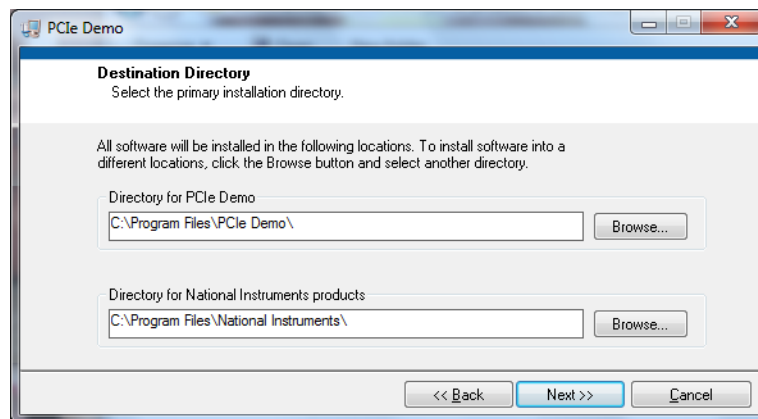 PCIe Demo
Destination Directory
Select the primary installation directory.
All software will be installed in the following locations. To install software into a
different locations, click the Browse button and select another directory.
Directory for PCIe Demo
C:\Program Files\PCIe Demo\
Browse...
Directory for National Instruments products
C:\Program Files\National Instruments\
Browse...
<< Back
Next >>
Cancel